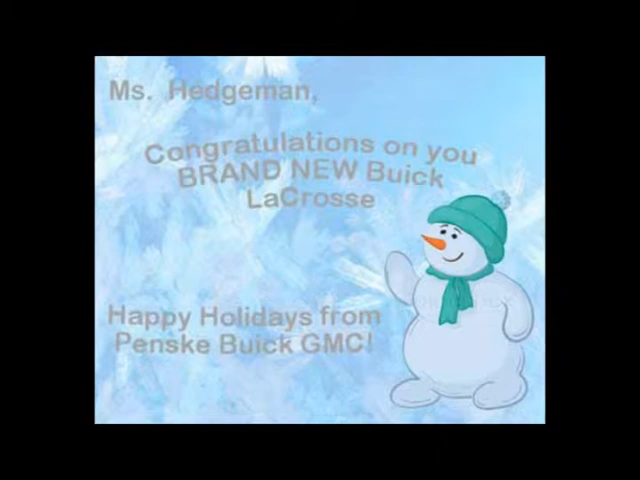 Ms. Hedgeman,
Congratulations on you
BRAND NEW Buick
LaCrosse
Happy Holidays from
Penske Buick GMC!